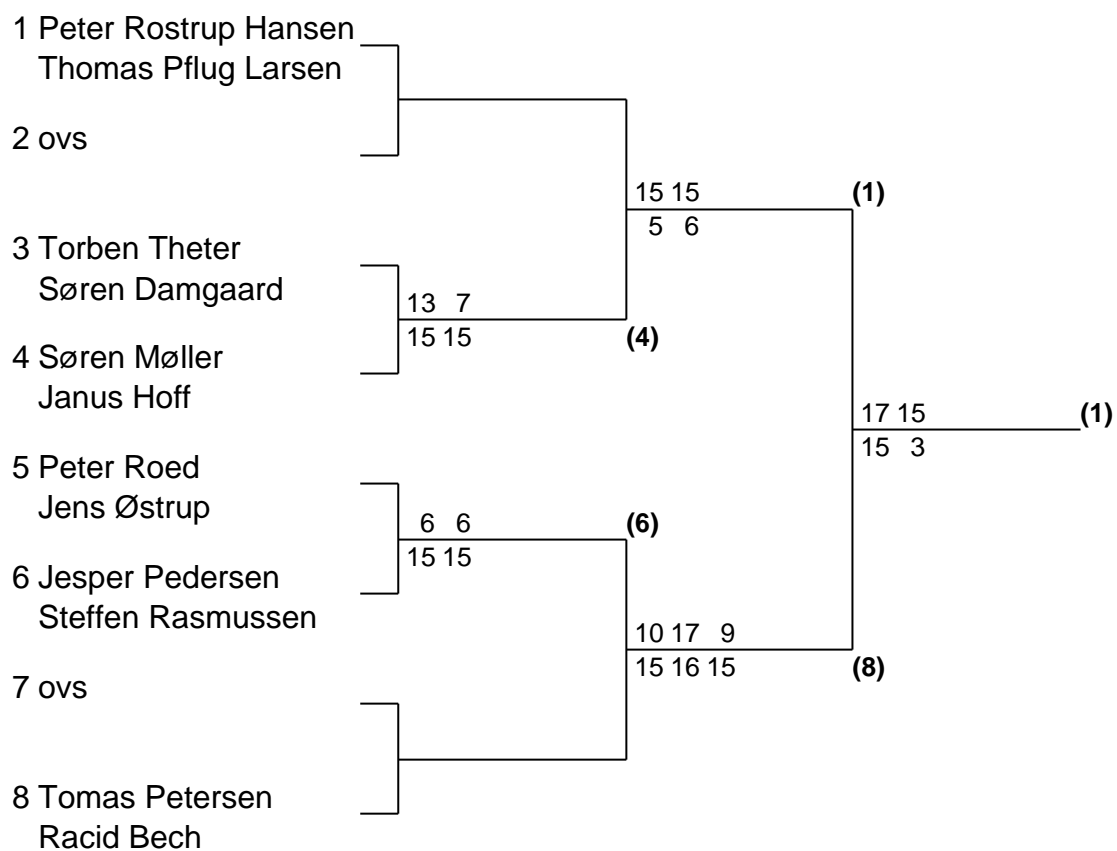 1 Peter Rostrup Hansen
Thomas Pflug Larsen
2 ovs
15 15
(1)
5 6
3 Torben Theter
Søren Damgaard
13 7
15 15
(4)
4 Søren Møller
Janus Hoff
17 15
(1)
15 3
5 Peter Roed
Jens Østrup
6 6
(6)
15 15
6 Jesper Pedersen
Steffen Rasmussen
10 17 9
15 16 15
(8)
7 ovs
8 Tomas Petersen
Racid Bech